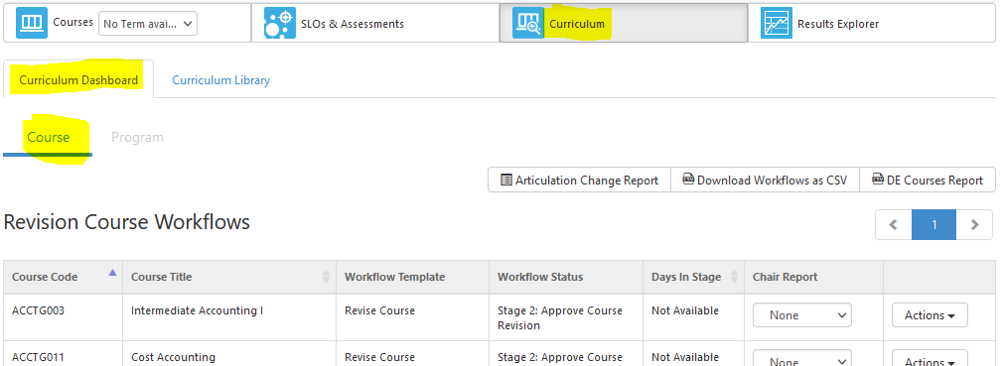 Courses No Term avai... SLOs & Assessments Curriculum Results Explorer
Curriculum Dashboard Curriculum Library
Course Program
Articulation Change Report Download Workflows as CSV DE Courses Report
Revision Course Workflows 1
Course Code Course Title Workflow Template Workflow Status Days In Stage Chair Report
ACCTG003 Intermediate Accounting I Revise Course Stage 2: Approve Course Not Available None Actions
Revision
ACCTG011 Cost Accounting Revise Course Stage 2: Approve Course Not Available None Actions